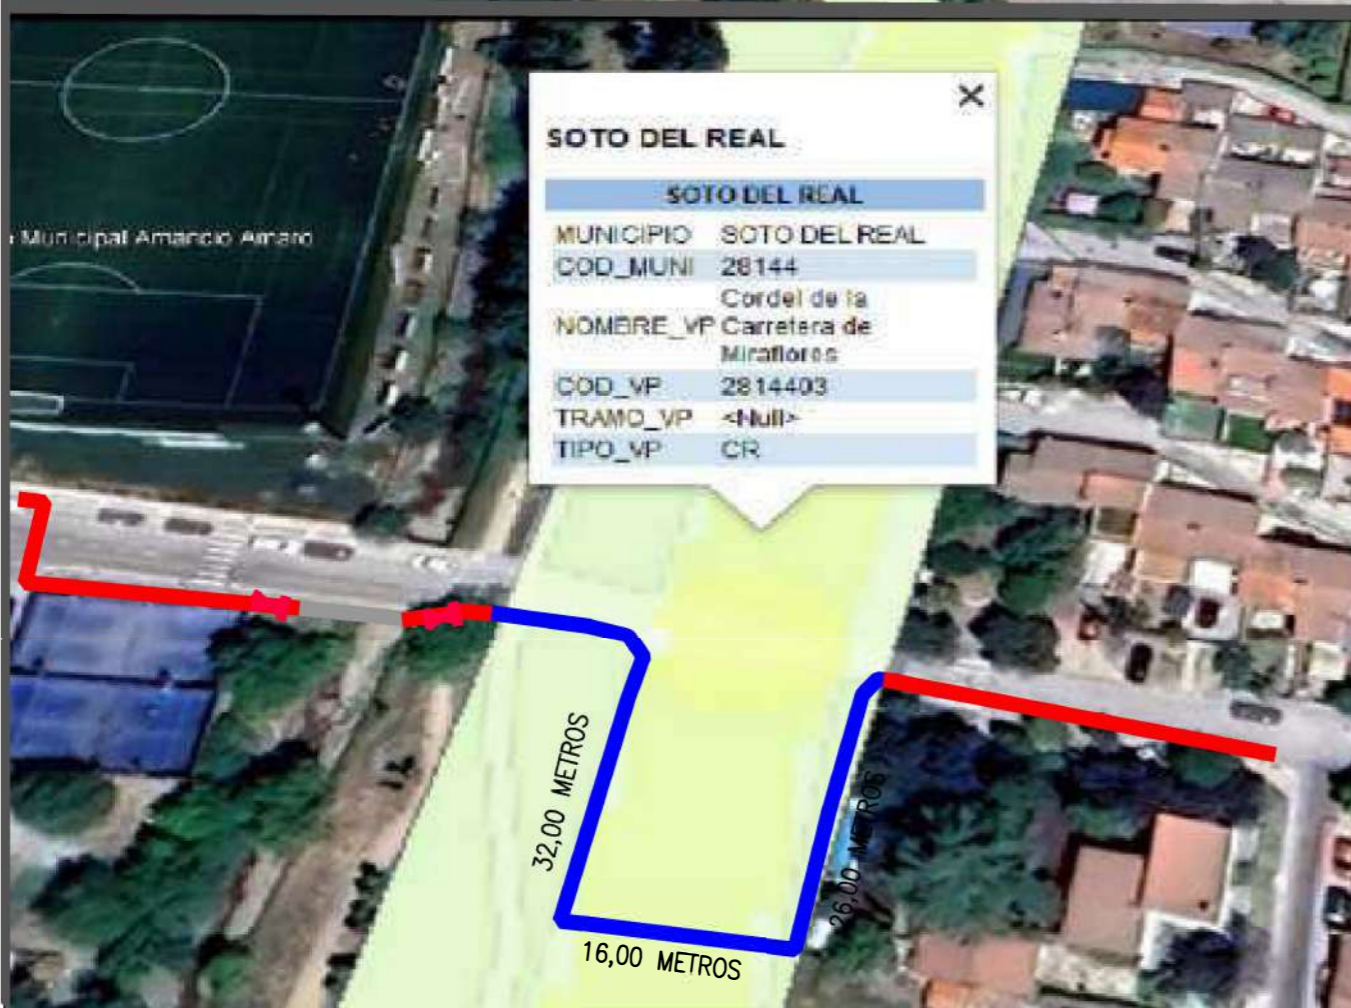 SOTO DEL REAL
SOTO DEL REAL
MUNICIPIO SOTO DEL REAL
COD_MUNI 28144
NOMBRE_VP Cordel de la
Carretera de
Miraflores
COD_VP 2814403
TRAMO_VP <Null>
TIPO_VP CR
Municipal Amancio Amaro
32,00 METROS
26,00 METROS
16,00 METROS